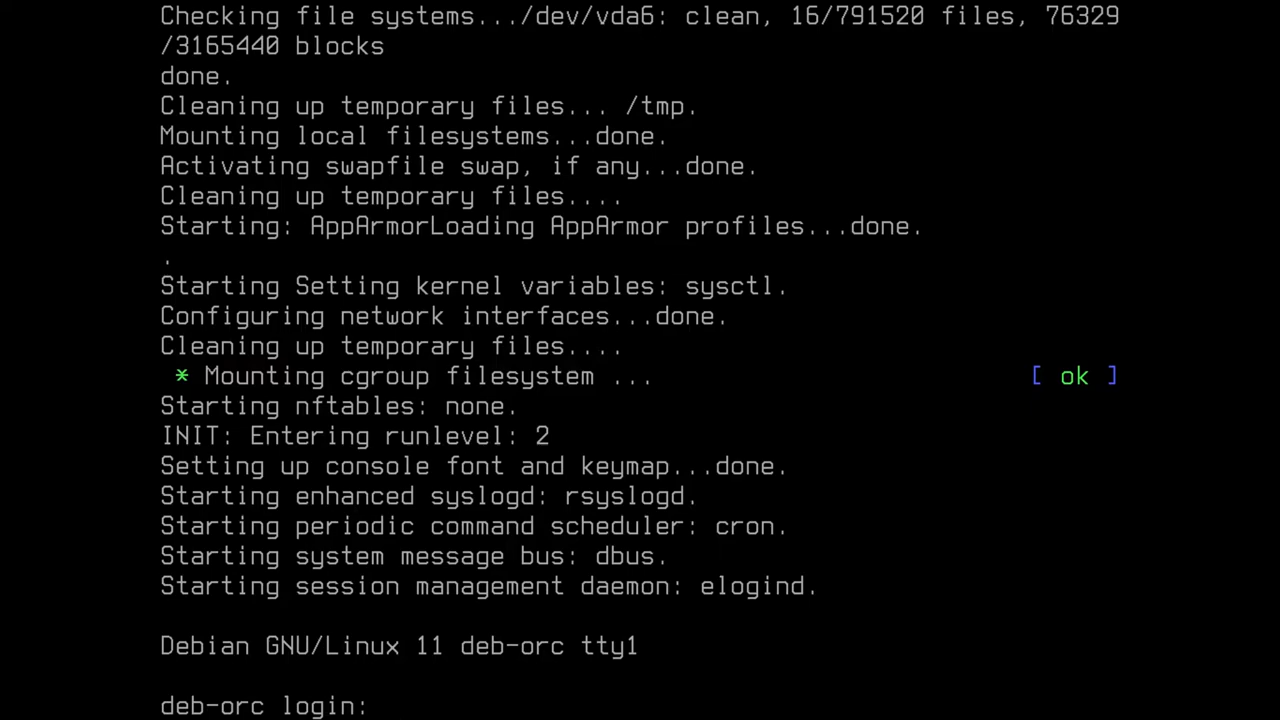 Checking file systems.../dev/vda6: clean, 16/791520 files, 76329
/3165440 blocks
done.
Cleaning up temporary files... /tmp.
Mounting local filesystems...done.
Activating swapfile swap, if any...done.
Cleaning up temporary files....
Starting: AppArmorLoading AppArmor profiles...done.
.
Starting Setting kernel variables: sysctl.
Configuring network interfaces...done.
Cleaning up temporary files....
* Mounting cgroup filesystem ... [ ok ]
Starting nftables: none.
INIT: Entering runlevel: 2
Setting up console font and keymap...done.
Starting enhanced syslogd: rsyslogd.
Starting periodic command scheduler: cron.
Starting system message bus: dbus.
Starting session management daemon: elogind.
Debian GNU/Linux 11 deb-orc tty1
deb-orc login: